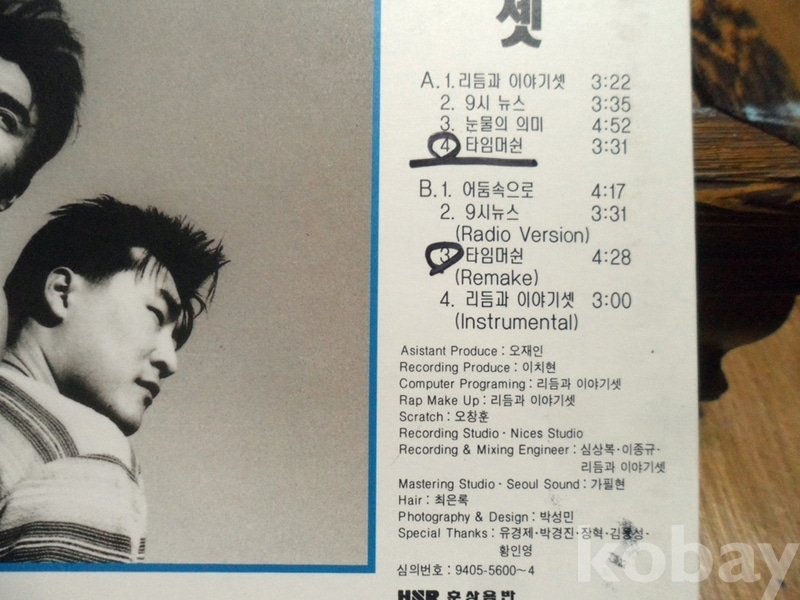 셋
A. 1. 리듬과 이야기셋 3:22
2. 9시 뉴스 3:35
3. 눈물의 의미 4:52
4. 타임머쉰 3:31
B. 1. 어둠속으로 4:17
2. 9시뉴스 3:31
(Radio Version)
3. 타임머쉰 4:28
(Remake)
4. 리듬과 이야기셋 3:00
(Instrumental)
Asistant Produce : 오재인
Recording Produce : 이치현
Computer Programing : 리듬과 이야기셋
Rap Make Up : 리듬과 이야기셋
Scratch : 오창훈
Recording Studio · Nices Studio
Recording & Mixing Engineer : 심상복·이종규·
리듬과 이야기셋
Mastering Studio · Seoul Sound : 가필현
Hair : 최은록
Photography & Design : 박성민
Special Thanks : 유경제·박경진·장혁·김풍성·
황인영
심의번호 : 9405-5600~4
HSR 훈상음반
kobay